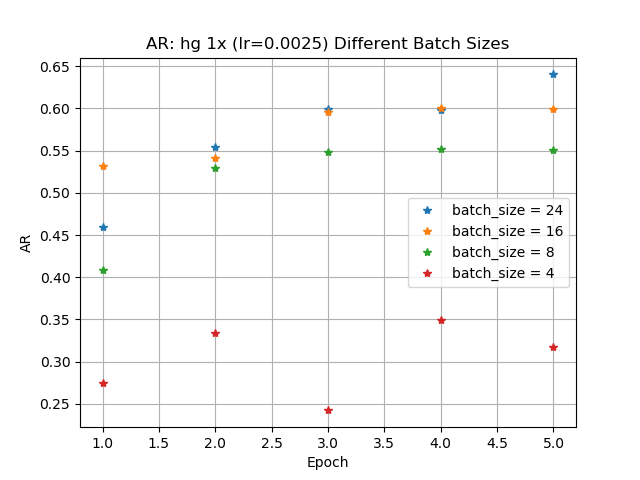 AR: hg 1x (lr=0.0025) Different Batch Sizes
0.65
0.60
0.55
0.50
0.45
0.40
0.35
0.30
0.25
AR
batch_size = 24
batch_size = 16
batch_size = 8
batch_size = 4
1.0 1.5 2.0 2.5 3.0 3.5 4.0 4.5 5.0
Epoch